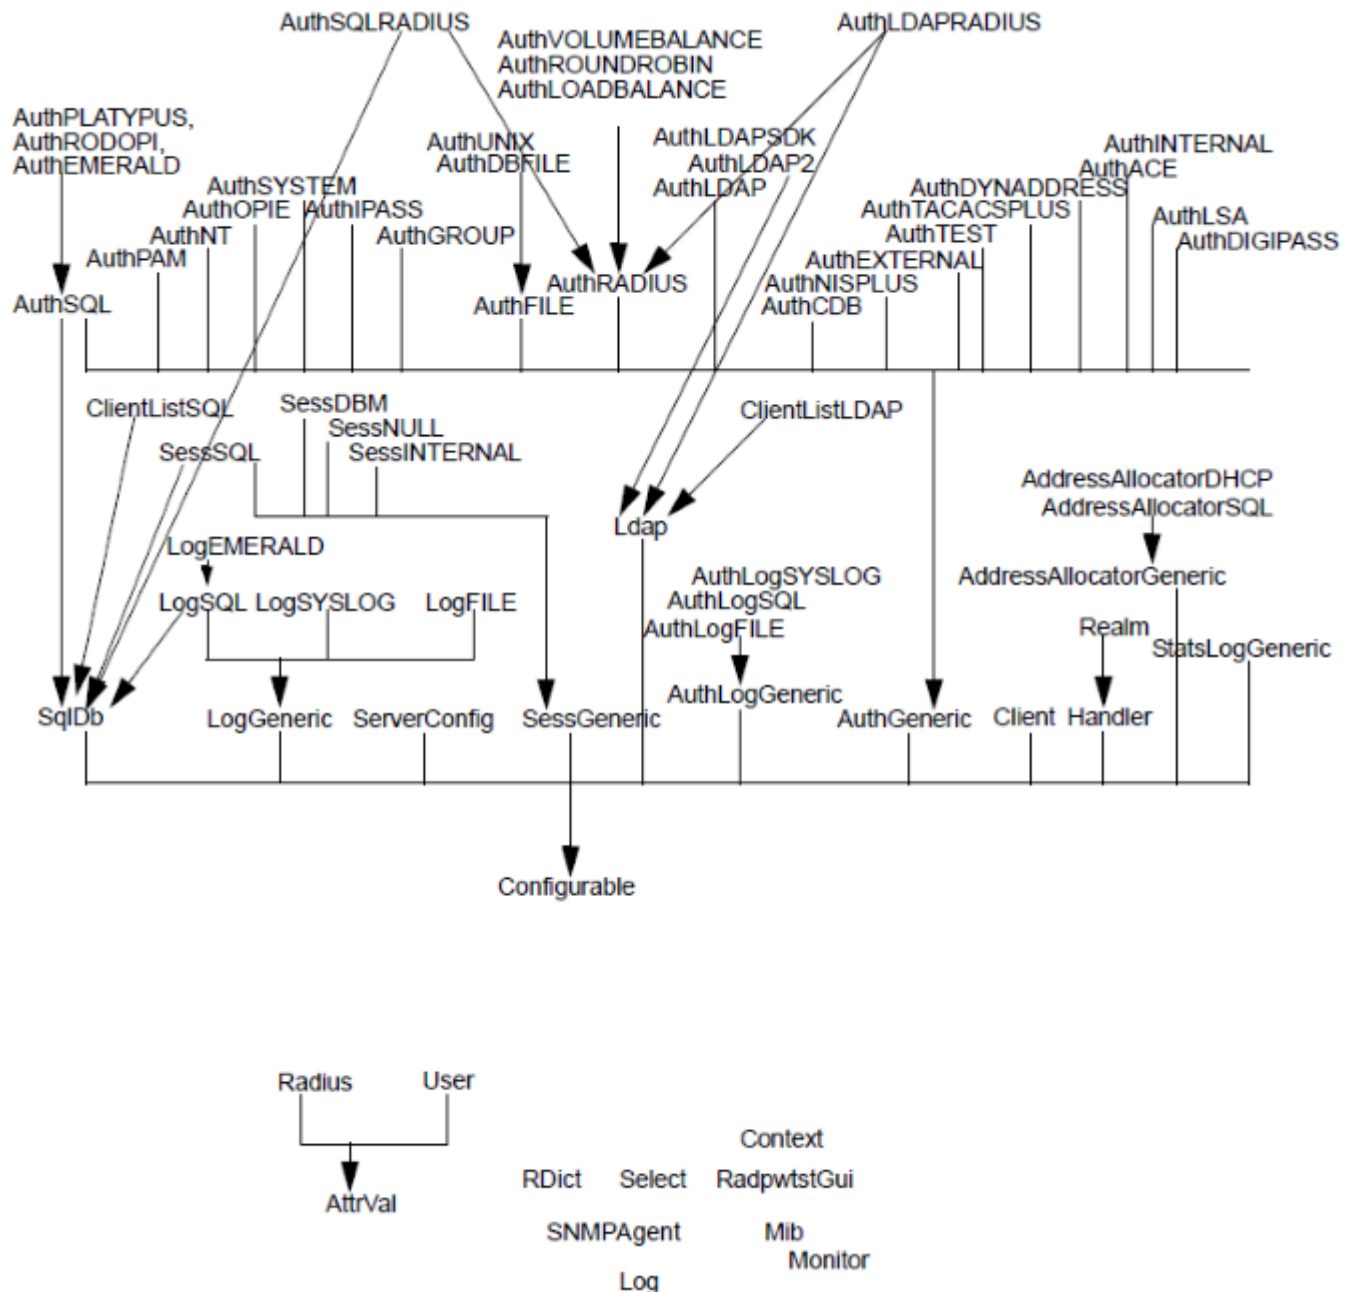 AuthSQLRADIUS
AuthLDAPRADIUS
AuthVOLUMEBALANCE
AuthROUNDROBIN
AuthLOADBALANCE
AuthPLATYPUS,
AuthRODOPI,
AuthEMERALD
AuthUNIX
AuthDBFILE
AuthLDAPSDK
AuthLDAP2
AuthLDAP
AuthINTERNAL
AuthACE
AuthSYSTEM
AuthOPIE
AuthIPASS
AuthNT
AuthGROUP
AuthPAM
AuthDYNADDRESS
AuthTACACSPLUS
AuthTEST
AuthLSA
AuthDIGIPASS
AuthEXTERNAL
AuthNISPLUS
AuthCDB
AuthSQL
AuthFILE
AuthRADIUS
ClientListSQL
SessDBM
SessNULL
SessSQL
SessINTERNAL
ClientListLDAP
AddressAllocatorDHCP
AddressAllocatorSQL
Ldap
LogEMERALD
AuthLogSYSLOG
AuthLogSQL
AuthLogFILE
AddressAllocatorGeneric
LogSQL
LogSYSLOG
LogFILE
Realm
StatsLogGeneric
AuthLogGeneric
SqlDb
LogGeneric
ServerConfig
SessGeneric
AuthGeneric
Client
Handler
Configurable
Radius
User
AttrVal
Context
RDict
Select
RadpwtstGui
SNMPAgent
Mib
Monitor
Log